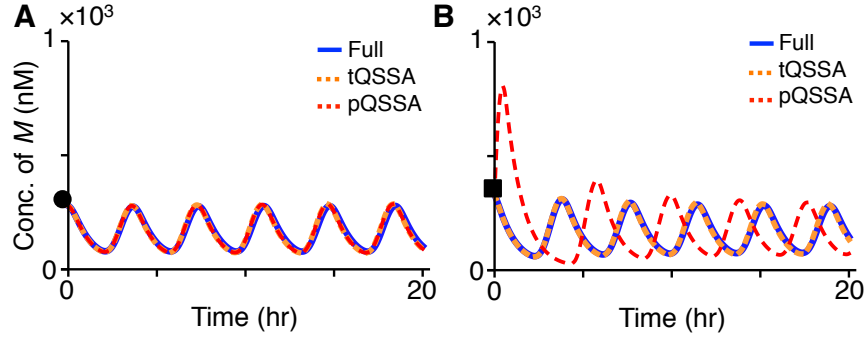 A
×10³
1
Full
tQSSA
pQSSA
Conc. of M (nM)
0
0
20
Time (hr)
B
×10³
1
Full
tQSSA
pQSSA
0
0
20
Time (hr)